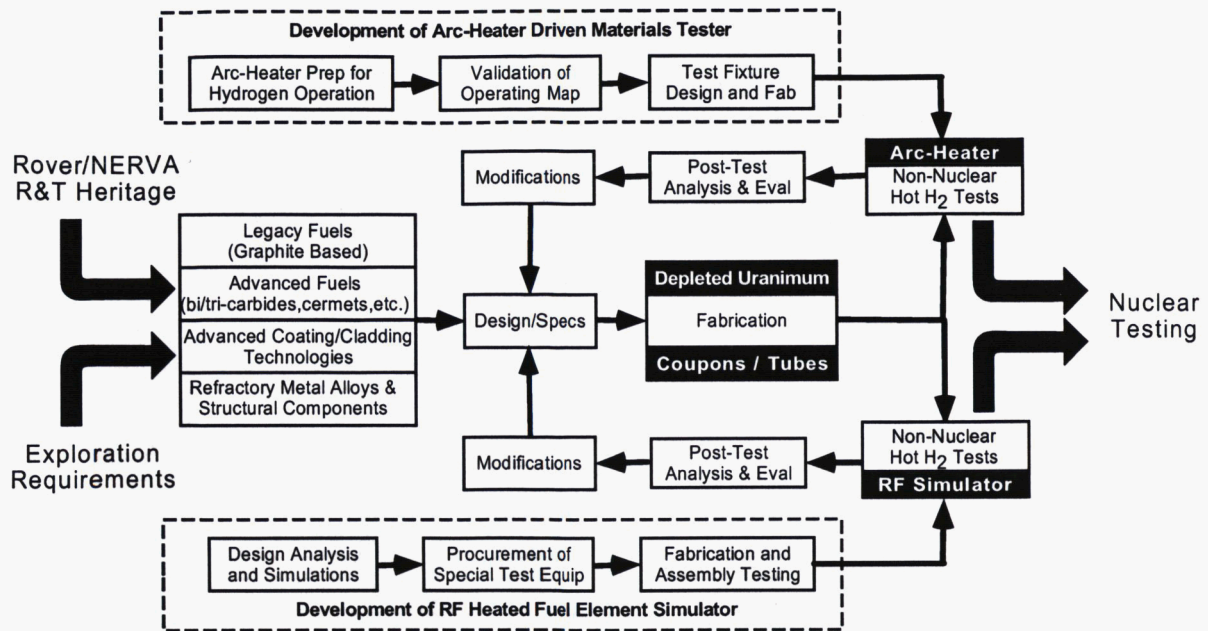 Development of Arc-Heater Driven Materials Tester
Arc-Heater Prep for
Hydrogen Operation
Validation of
Operating Map
Test Fixture
Design and Fab
Rover/NERVA
R&T Heritage
Modifications
Post-Test
Analysis & Eval
Arc-Heater
Non-Nuclear
Hot H2 Tests
Legacy Fuels
(Graphite Based)
Advanced Fuels
(bi/tri-carbides,cermets,etc.)
Advanced Coating/Cladding
Technologies
Refractory Metal Alloys &
Structural Components
Design/Specs
Depleted Uranimum
Fabrication
Coupons / Tubes
Nuclear
Testing
Exploration
Requirements
Modifications
Post-Test
Analysis & Eval
Non-Nuclear
Hot H2 Tests
RF Simulator
Design Analysis
and Simulations
Procurement of
Special Test Equip
Fabrication and
Assembly Testing
Development of RF Heated Fuel Element Simulator